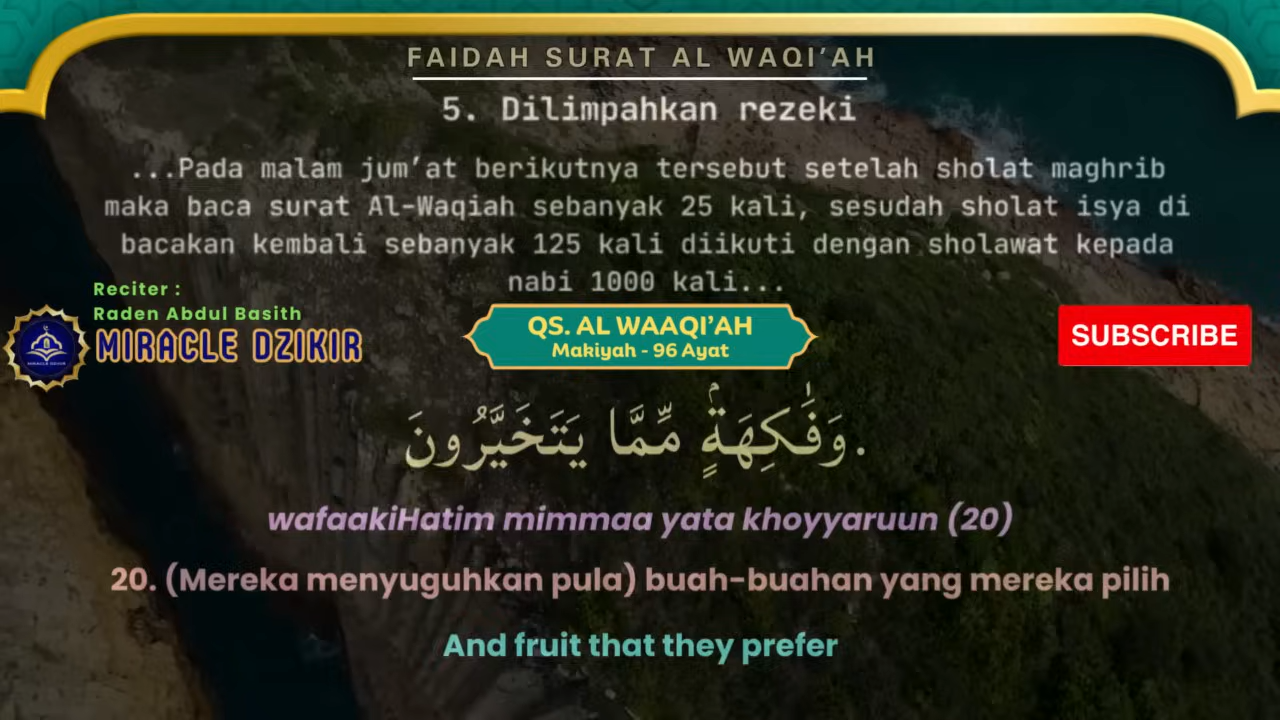 FAIDAH SURAT AL WAQI’AH
5. Dilimpahkan rezeki
...Pada malam jum’at berikutnya tersebut setelah sholat maghrib
maka baca surat Al-Waqiah sebanyak 25 kali, sesudah sholat isya di
bacakan kembali sebanyak 125 kali diikuti dengan sholawat kepada
nabi 1000 kali...
Reciter :
Raden Abdul Basith
MIRACLE DZIKIR
QS. AL WAAQI’AH
Makiyah - 96 Ayat
SUBSCRIBE
وَفَٰكِهَةٍۢ مِّمَّا يَتَخَيَّرُونَ.
wafaakiHatim mimmaa yata khoyyaruun (20)
20. (Mereka menyuguhkan pula) buah-buahan yang mereka pilih
And fruit that they prefer